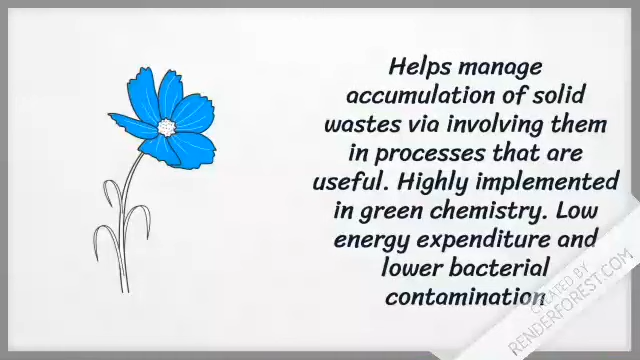 Helps manage
accumulation of solid
wastes via involving them
in processes that are
useful. Highly implemented
in green chemistry. Low
energy expenditure and
lower bacterial
contamination
CREATED BY
RENDERFOREST.COM